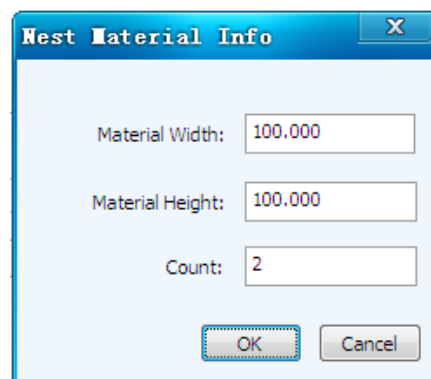 Nest Material Info X
Material Width: 100.000
Material Height: 100.000
Count: 2
OK Cancel